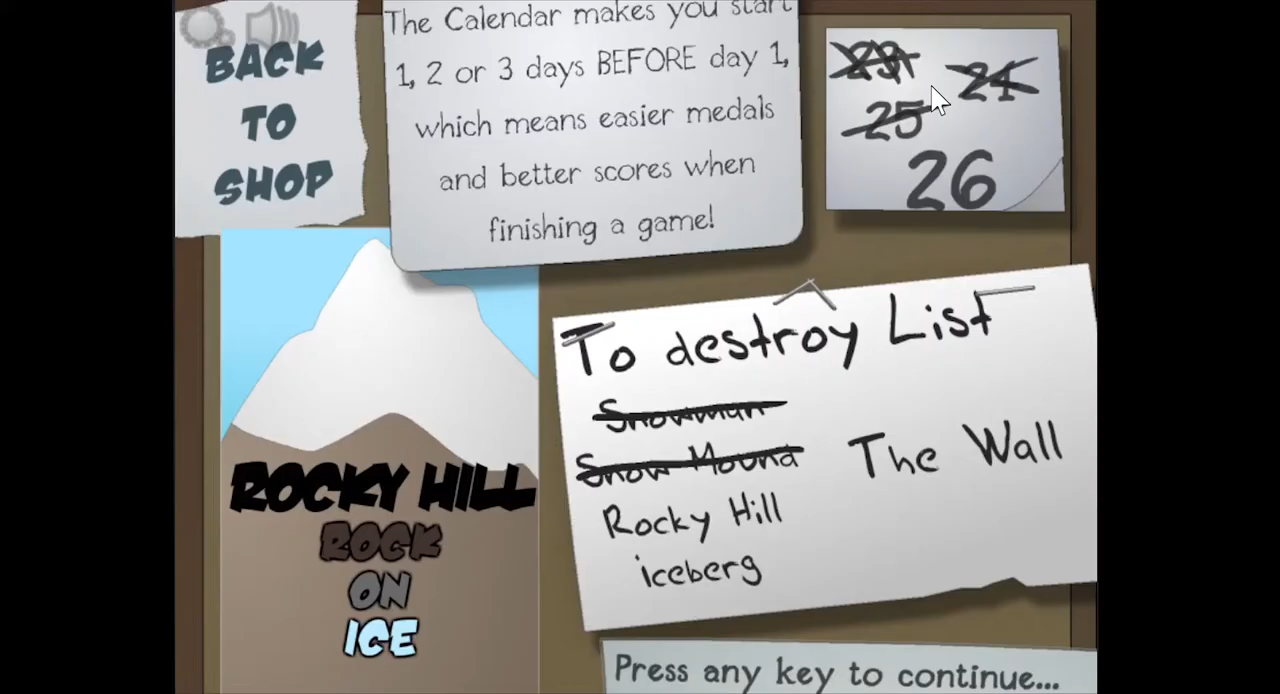 BACK
TO
SHOP
The Calendar makes you start
1, 2 or 3 days BEFORE day 1,
which means easier medals
and better scores when
finishing a game!
23
24
25
26
To destroy List
Snowman
Snow Mound
The Wall
Rocky Hill
iceberg
ROCKY HILL
ROCK
ON
ICE
Press any key to continue...